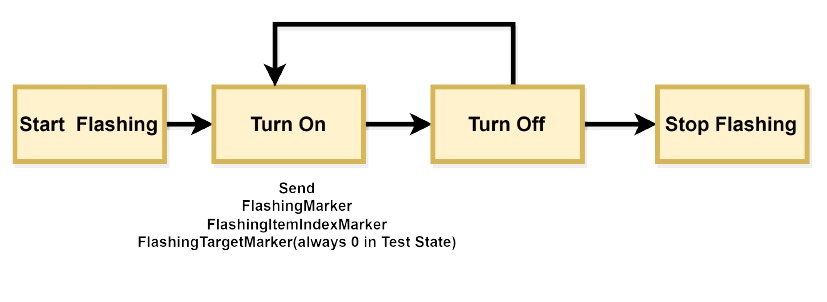 Start Flashing
Turn On
Turn Off
Stop Flashing
Send
FlashingMarker
FlashingItemIndexMarker
FlashingTargetMarker(always 0 in Test State)